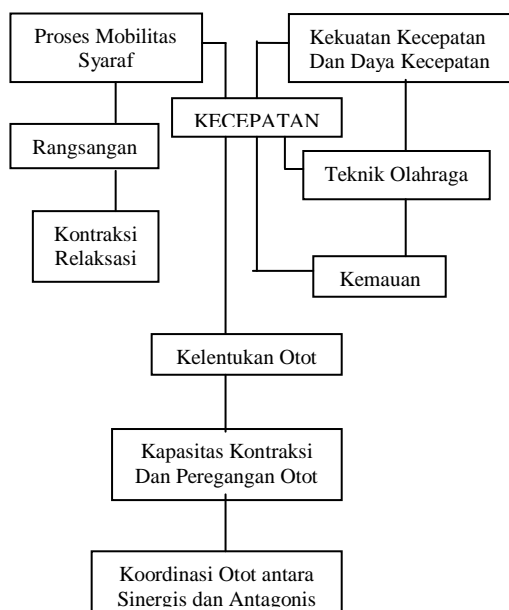 Proses Mobilitas
Syaraf
Kekuatan Kecepatan
Dan Daya Kecepatan
KECEPATAN
Rangsangan
Teknik Olahraga
Kontraksi
Relaksasi
Kemauan
Kelentukan Otot
Kapasitas Kontraksi
Dan Peregangan Otot
Koordinasi Otot antara
Sinergis dan Antagonis